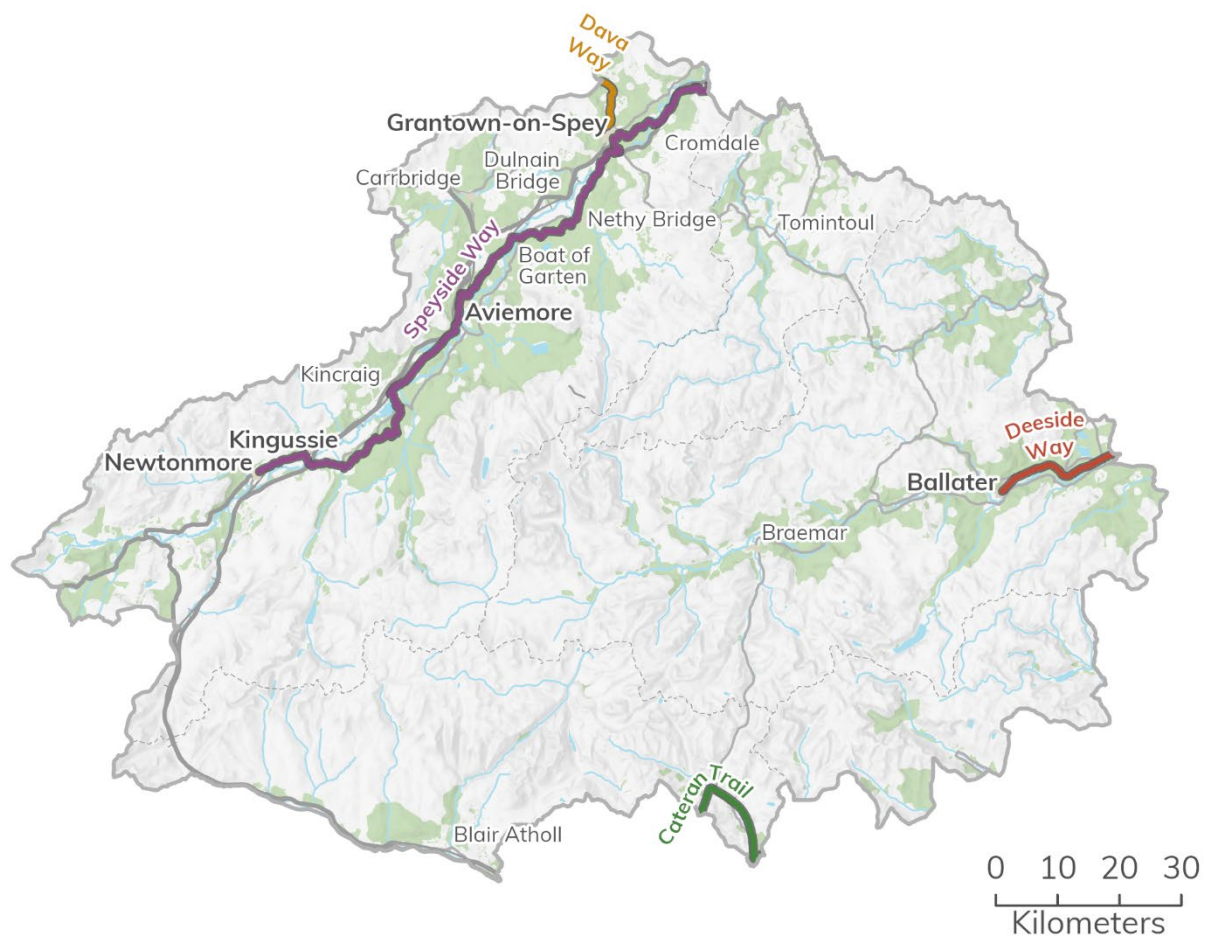 Dava
Way
Grantown-on-Spey
Cromdale
Dulnain
Bridge
Carrbridge
Nethy Bridge
Tomintoul
Speyside Way
Boat of
Garten
Aviemore
Kincraig
Kingussie
Newtonmore
Deeside
Way
Ballater
Braemar
Cateran Trail
Blair Atholl
0 10 20 30
Kilometers